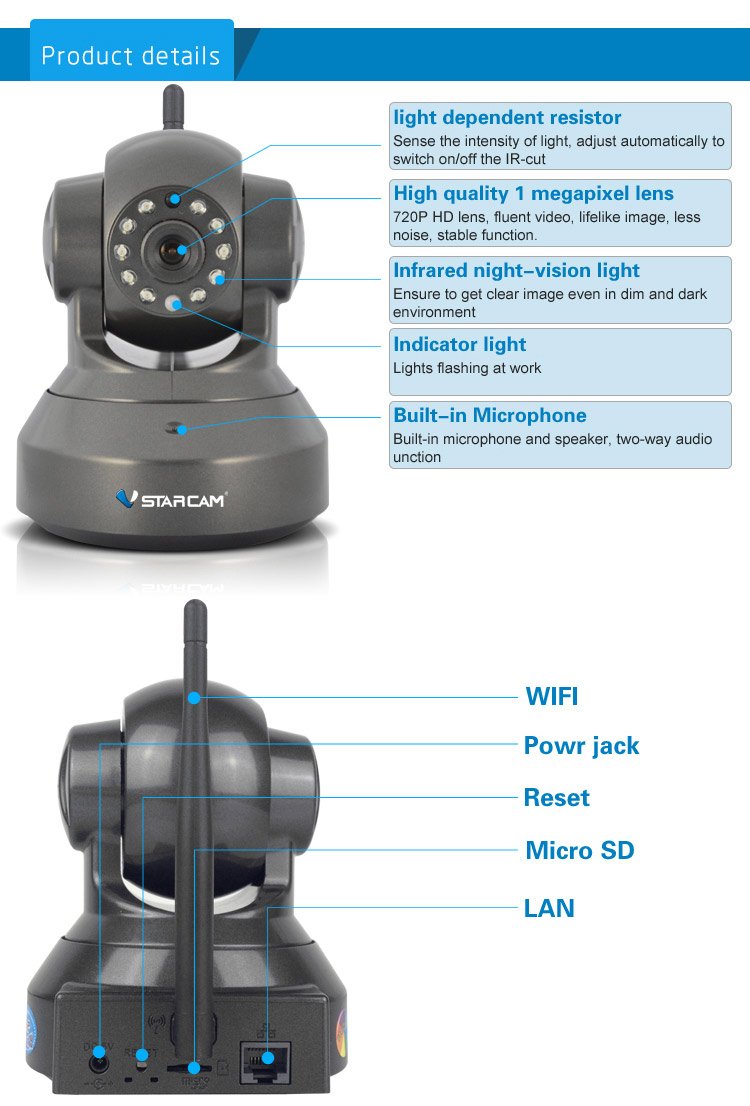 Product details
light dependent resistor
Sense the intensity of light, adjust automatically to
switch on/off the IR-cut
High quality 1 megapixel lens
720P HD lens, fluent video, lifelike image, less
noise, stable function.
Infrared night-vision light
Ensure to get clear image even in dim and dark
environment
Indicator light
Lights flashing at work
Built-in Microphone
Built-in microphone and speaker, two-way audio
unction
VSTARCAM®
WIFI
Powr jack
Reset
Micro SD
LAN
micro